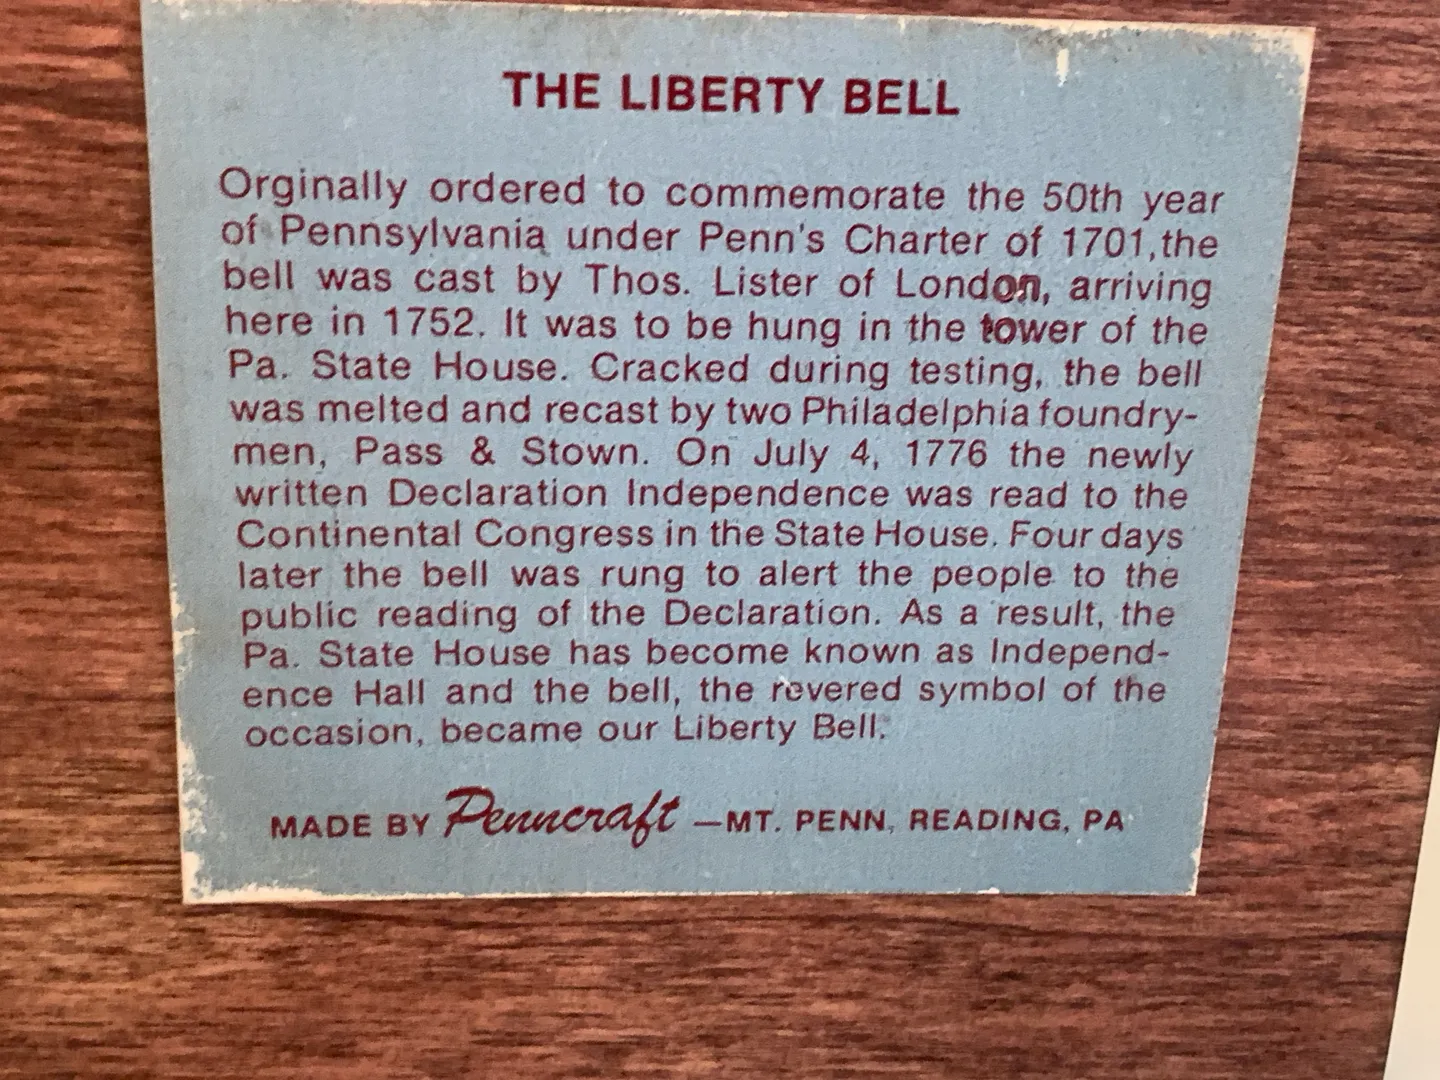 THE LIBERTY BELL
Orginally ordered to commemorate the 50th year
of Pennsylvania under Penn's Charter of 1701,the
bell was cast by Thos. Lister of London, arriving
here in 1752. It was to be hung in the tower of the
Pa. State House. Cracked during testing, the bell
was melted and recast by two Philadelphia foundry-
men, Pass & Stown. On July 4, 1776 the newly
written Declaration Independence was read to the
Continental Congress in the State House. Four days
later the bell was rung to alert the people to the
public reading of the Declaration. As a result, the
Pa. State House has become known as Independ-
ence Hall and the bell, the revered symbol of the
occasion, became our Liberty Bell.
MADE BY Penncraft —MT. PENN, READING, PA